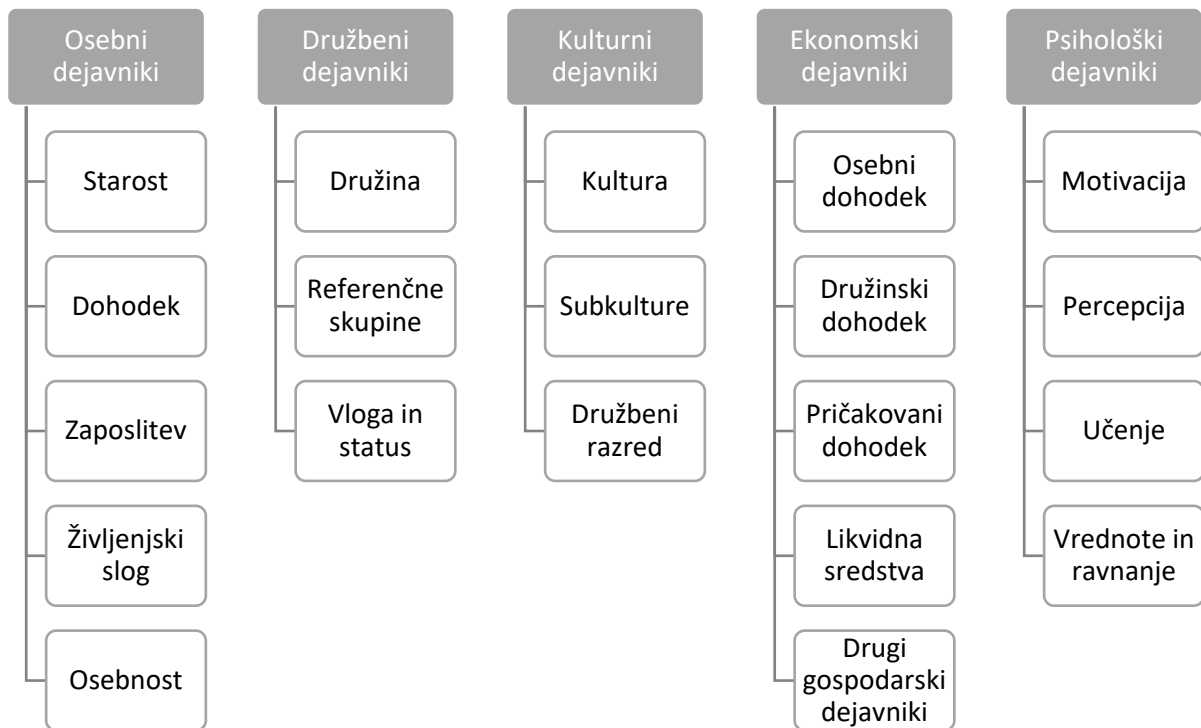 Osebni
dejavniki
Starost
Dohodek
Zaposlitev
Življenjski
slog
Osebnost
Družbeni
dejavniki
Družina
Referenčne
skupine
Vloga in
status
Kulturni
dejavniki
Kultura
Subkulture
Družbeni
razred
Ekonomski
dejavniki
Osebni
dohodek
Družinski
dohodek
Pričakovani
dohodek
Likvidna
sredstva
Drugi
gospodarski
dejavniki
Psihološki
dejavniki
Motivacija
Percepcija
Učenje
Vrednote in
ravnanje